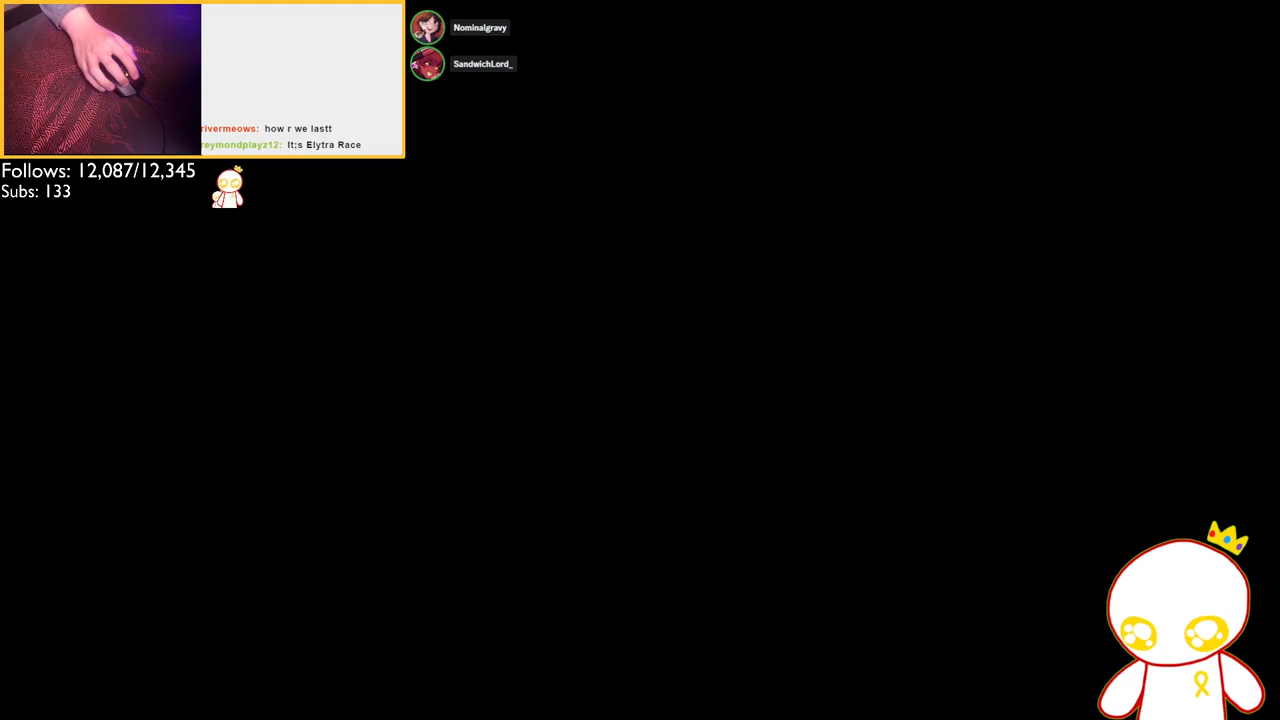 Nominalgravy
SandwichLord_
rivermeows: how r we lastt
reymondplayz12: It;s Elytra Race
Follows: 12,087/12,345
Subs: 133